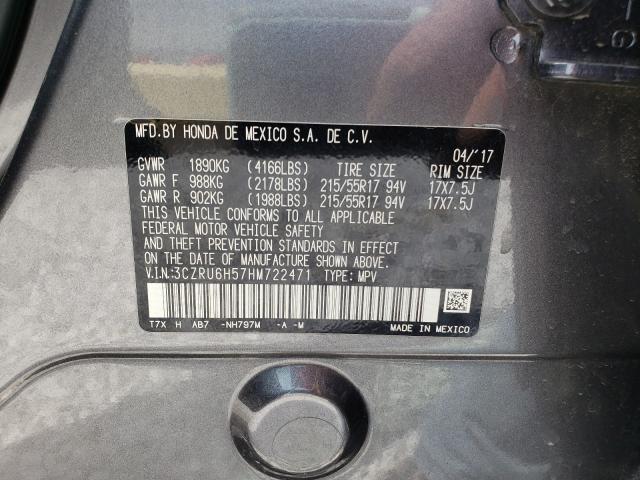 MFD.BY HONDA DE MEXICO S.A. DE C.V.
04/'17
GVWR 1890KG (4166LBS) TIRE SIZE RIM SIZE
GAWR F 988KG (2178LBS) 215/55R17 94V 17X7.5J
GAWR R 902KG (1988LBS) 215/55R17 94V 17X7.5J
THIS VEHICLE CONFORMS TO ALL APPLICABLE
FEDERAL MOTOR VEHICLE SAFETY
AND THEFT PREVENTION STANDARDS IN EFFECT
ON THE DATE OF MANUFACTURE SHOWN ABOVE.
V.I.N.:3CZRU6H57HM722471 TYPE: MPV
T7X H AB7 -NH797M -A -M MADE IN MEXICO